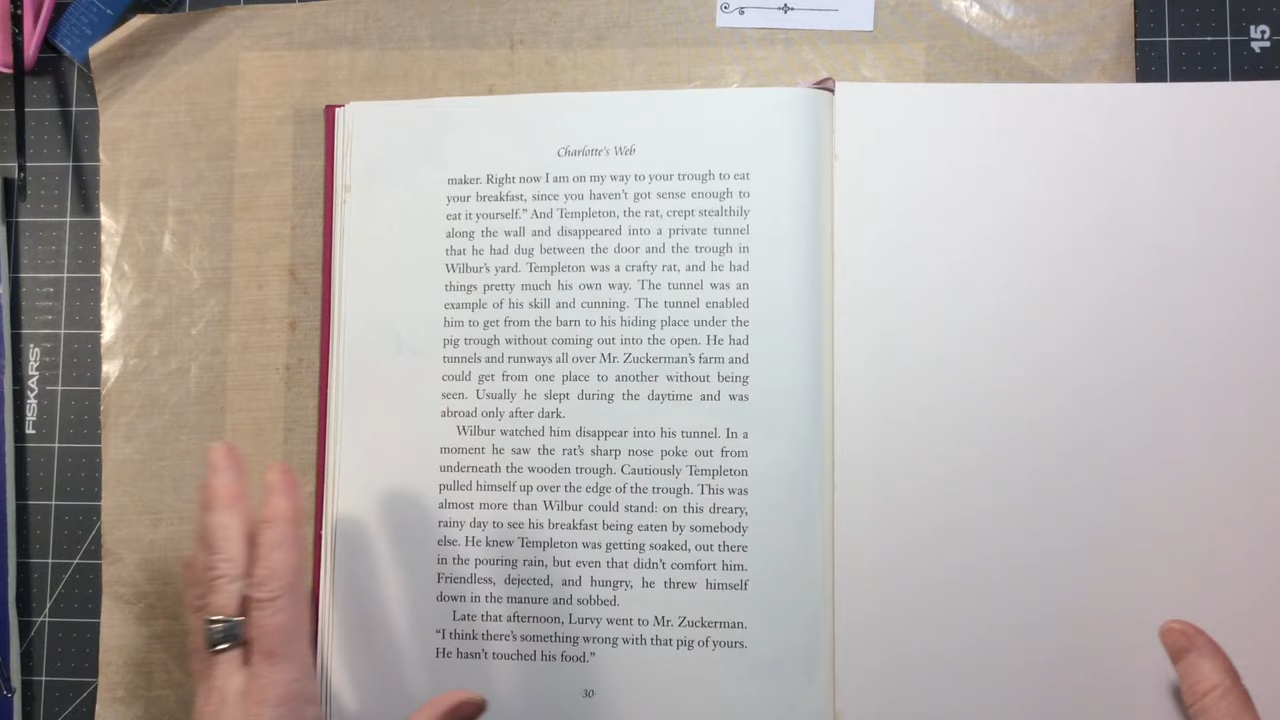 15
FISKARS®
Charlotte's Web
maker. Right now I am on my way to your trough to eat
your breakfast, since you haven't got sense enough to
eat it yourself.” And Templeton, the rat, crept stealthily
along the wall and disappeared into a private tunnel
that he had dug between the door and the trough in
Wilbur's yard. Templeton was a crafty rat, and he had
things pretty much his own way. The tunnel was an
example of his skill and cunning. The tunnel enabled
him to get from the barn to his hiding place under the
pig trough without coming out into the open. He had
tunnels and runways all over Mr. Zuckerman's farm and
could get from one place to another without being
seen. Usually he slept during the daytime and was
abroad only after dark.
Wilbur watched him disappear into his tunnel. In a
moment he saw the rat's sharp nose poke out from
underneath the wooden trough. Cautiously Templeton
pulled himself up over the edge of the trough. This was
almost more than Wilbur could stand: on this dreary,
rainy day to see his breakfast being eaten by somebody
else. He knew Templeton was getting soaked, out there
in the pouring rain, but even that didn't comfort him.
Friendless, dejected, and hungry, he threw himself
down in the manure and sobbed.
Late that afternoon, Lurvy went to Mr. Zuckerman.
“I think there's something wrong with that pig of yours.
He hasn't touched his food.”
30